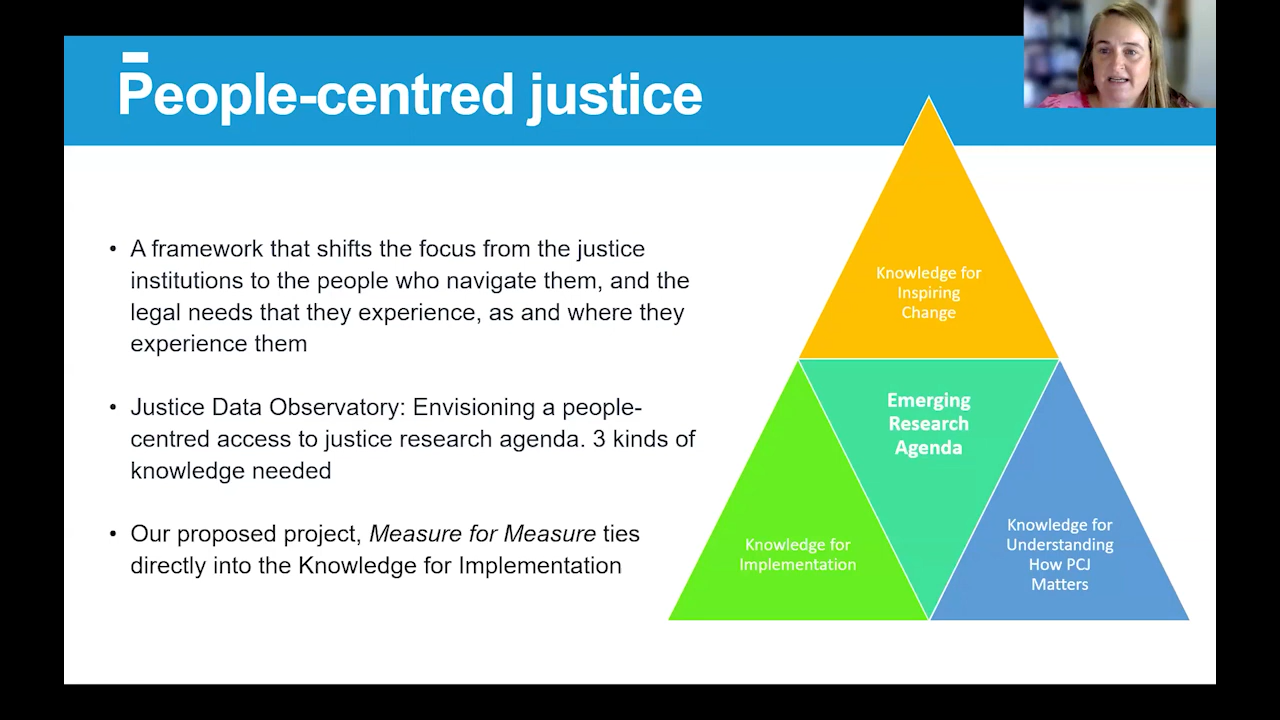 People-centred justice
• A framework that shifts the focus from the justice
institutions to the people who navigate them, and the
legal needs that they experience, as and where they
experience them
• Justice Data Observatory: Envisioning a people-
centred access to justice research agenda. 3 kinds of
knowledge needed
• Our proposed project, Measure for Measure ties
directly into the Knowledge for Implementation
Knowledge for
Inspiring
Change
Emerging
Research
Agenda
Knowledge for
Implementation
Knowledge for
Understanding
How PCJ
Matters